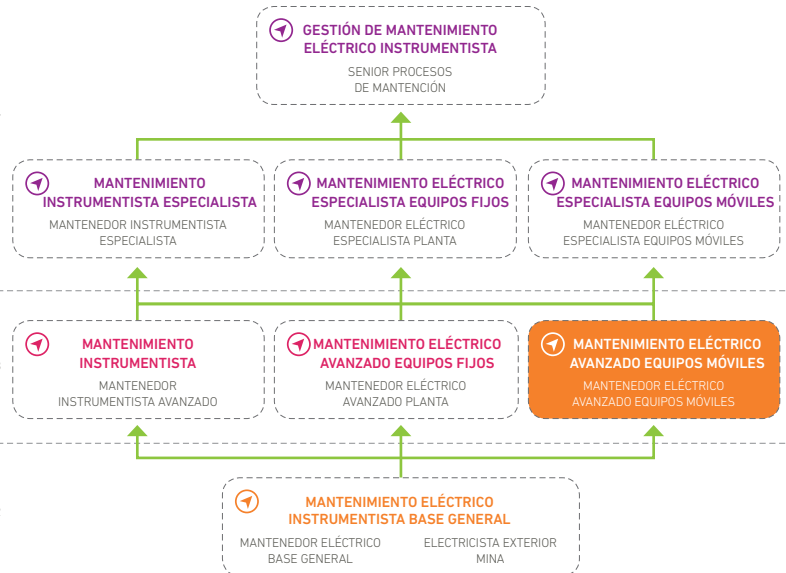 GESTIÓN DE MANTENIMIENTO
ELÉCTRICO INSTRUMENTISTA
SENIOR PROCESOS
DE MANTENCIÓN
MANTENIMIENTO
INSTRUMENTISTA ESPECIALISTA
MANTENEDOR INSTRUMENTISTA
ESPECIALISTA
MANTENIMIENTO ELÉCTRICO
ESPECIALISTA EQUIPOS FIJOS
MANTENEDOR ELÉCTRICO
ESPECIALISTA PLANTA
MANTENIMIENTO ELÉCTRICO
ESPECIALISTA EQUIPOS MÓVILES
MANTENEDOR ELÉCTRICO
ESPECIALISTA EQUIPOS MÓVILES
MANTENIMIENTO
INSTRUMENTISTA
MANTENEDOR
INSTRUMENTISTA AVANZADO
MANTENIMIENTO ELÉCTRICO
AVANZADO EQUIPOS FIJOS
MANTENEDOR ELÉCTRICO
AVANZADO PLANTA
MANTENIMIENTO ELÉCTRICO
AVANZADO EQUIPOS MÓVILES
MANTENEDOR ELÉCTRICO
AVANZADO EQUIPOS MÓVILES
MANTENIMIENTO ELÉCTRICO
INSTRUMENTISTA BASE GENERAL
MANTENEDOR ELÉCTRICO
BASE GENERAL
ELECTRICISTA EXTERIOR
MINA